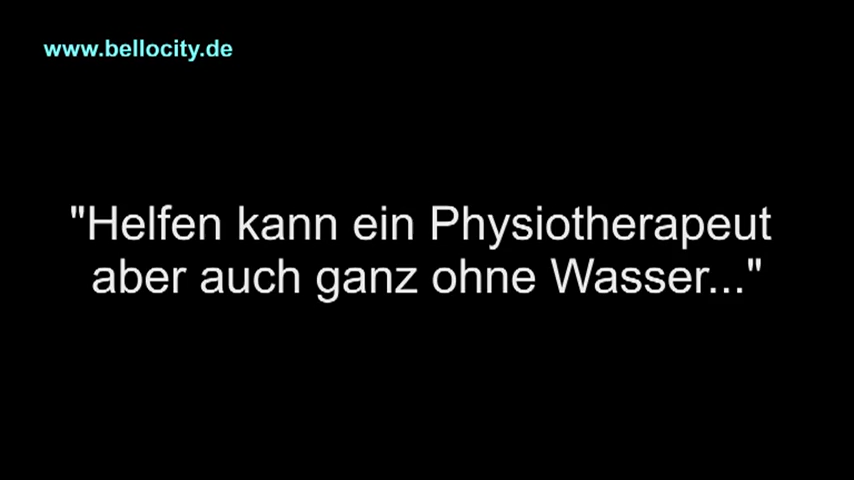 www.bellocity.de
"Helfen kann ein Physiotherapeut
aber auch ganz ohne Wasser..."